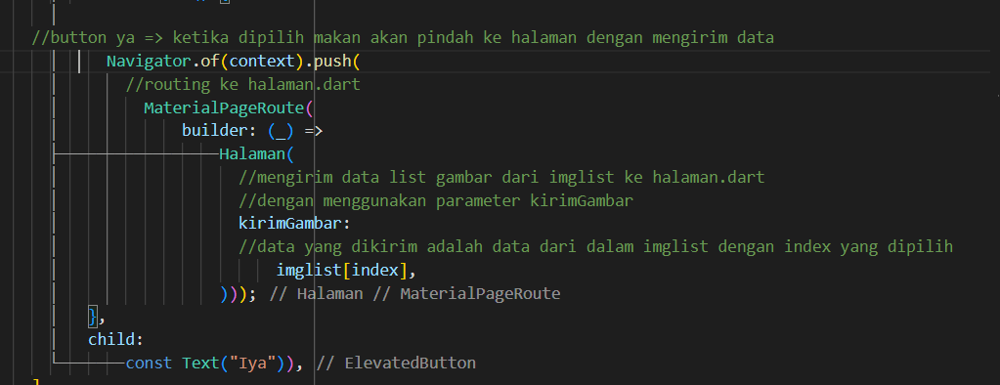 //button ya => ketika dipilih makan akan pindah ke halaman dengan mengirim data
Navigator.of(context).push(
//routing ke halaman.dart
MaterialPageRoute(
builder: (_) =>
Halaman(
//mengirim data list gambar dari imglist ke halaman.dart
//dengan menggunakan parameter kirimGambar
kirimGambar:
//data yang dikirim adalah data dari dalam imglist dengan index yang dipilih
imglist[index],
))); // Halaman // MaterialPageRoute
},
child:
const Text("Iya")), // ElevatedButton